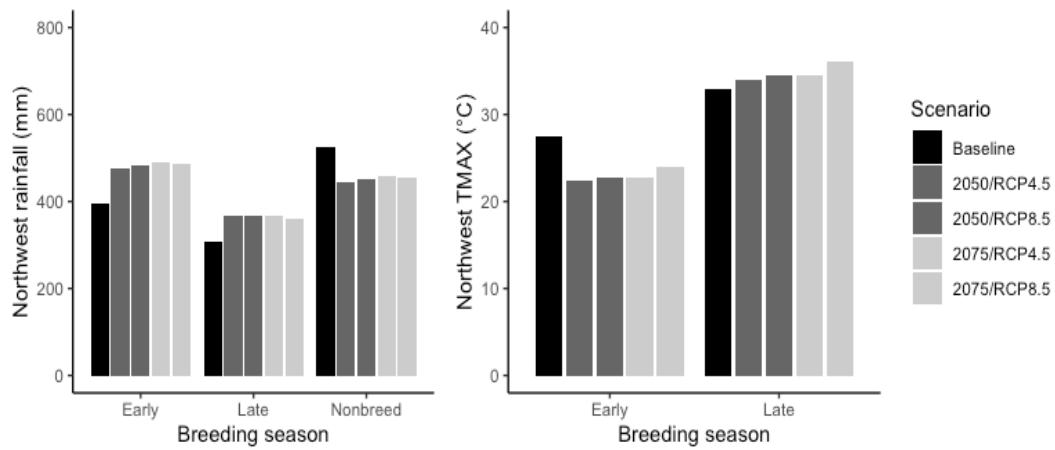 Northwest rainfall (mm)
800
600
400
200
0
Early
Late
Nonbreed
Breeding season
Northwest TMAX (°C)
40
30
20
10
0
Early
Late
Breeding season
Scenario
Baseline
2050/RCP4.5
2050/RCP8.5
2075/RCP4.5
2075/RCP8.5